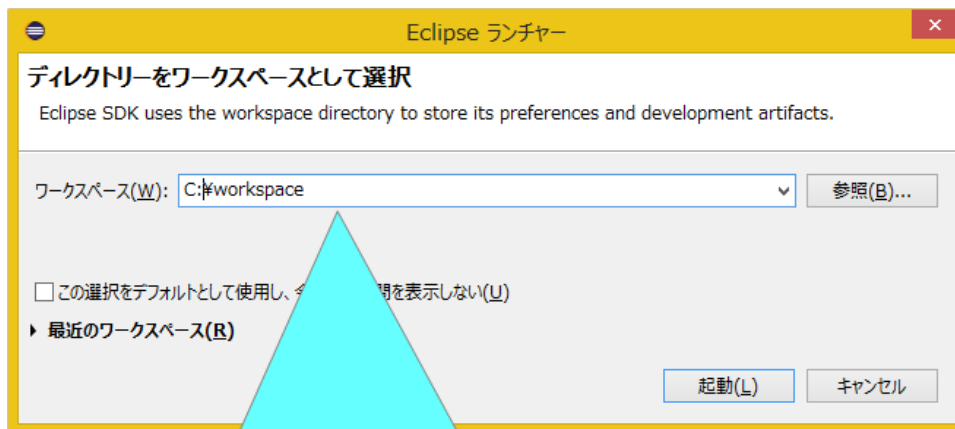 Eclipse ランチャー
ディレクトリーをワークスペースとして選択
Eclipse SDK uses the workspace directory to store its preferences and development artifacts.
ワークスペース(W): C:¥workspace 参照(B)...
この選択をデフォルトとして使用し、 間を表示しない(U)
最近のワークスペース(R)
起動(L) キャンセル